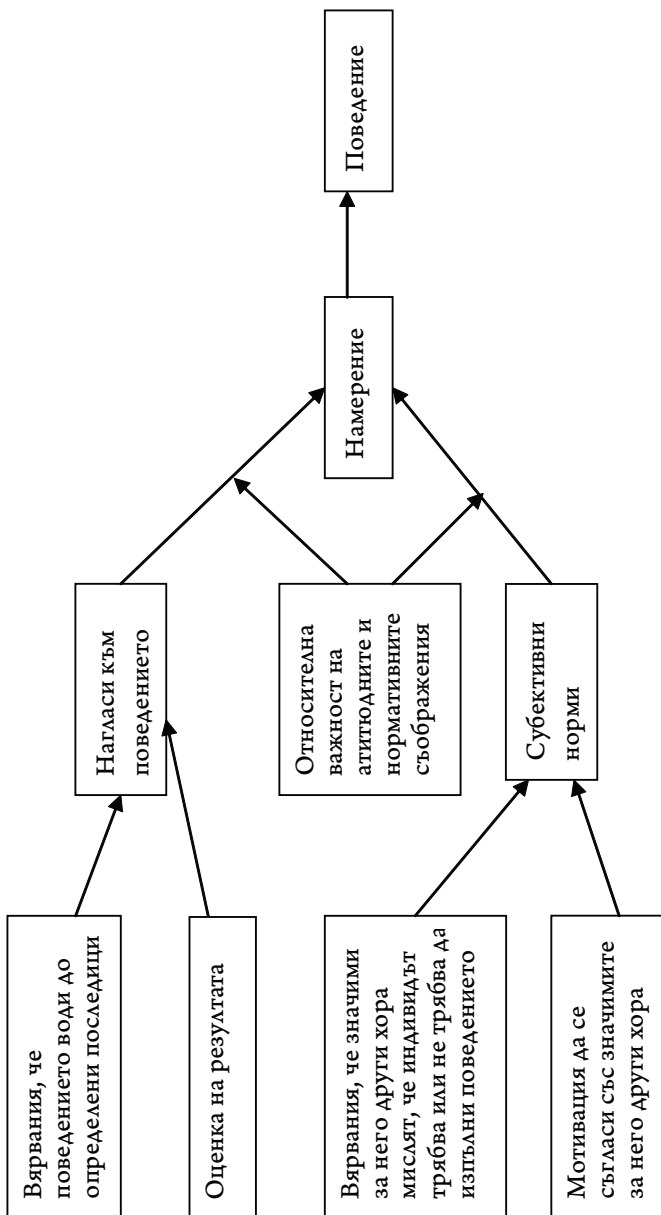 Вярвания, че
поведението води до
определени последици
Оценка на резултата
Вярвания, че значими
за него други хора
мислят, че индивидът
трябва или не трябва да
изпълни поведението
Мотивация да се
съгласи със значимите
за него други хора
Нагласи към
поведението
Относителна
важност на
атитюдните и
нормативните
съображения
Субективни
норми
Намерение
Поведение